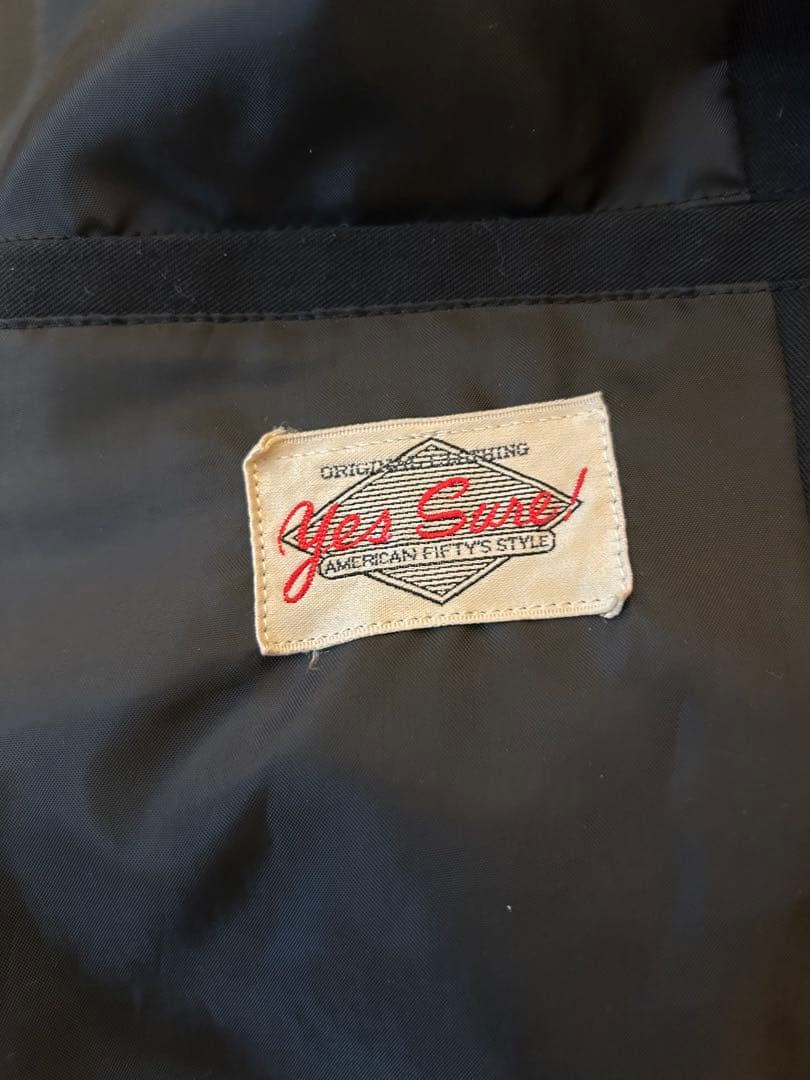 ORIGINAL CLOTHING
Yes Sure!
AMERICAN FIFTY'S STYLE